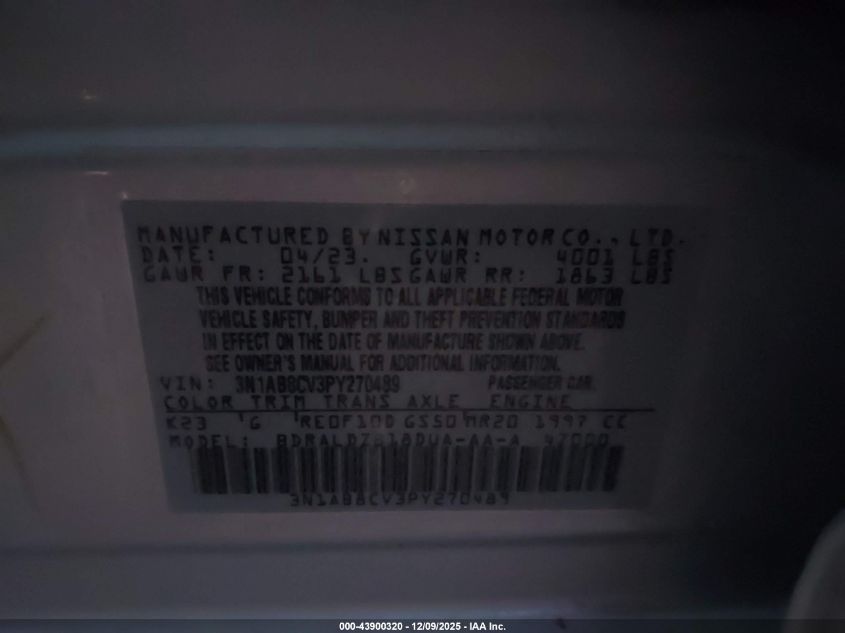 MANUFACTURED BY NISSAN MOTOR CO., LTD.
DATE: 04/23. GVWR: 4001 LBS
GAWR FR: 2161 LBS GAWR RR: 1863 LBS
THIS VEHICLE CONFORMS TO ALL APPLICABLE FEDERAL MOTOR
VEHICLE SAFETY, BUMPER AND THEFT PREVENTION STANDARDS
IN EFFECT ON THE DATE OF MANUFACTURE SHOWN ABOVE.
SEE OWNER'S MANUAL FOR ADDITIONAL INFORMATION.
VIN: 3N1AB8CV3PY270489 PASSENGER CAR.
COLOR TRIM TRANS AXLE ENGINE
K23 G RE0F10D GS50 MR20 1997 CC
MODEL: 47000
3N1AB8CV3PY270489
000-43900320 - 12/09/2025 - IAA Inc.